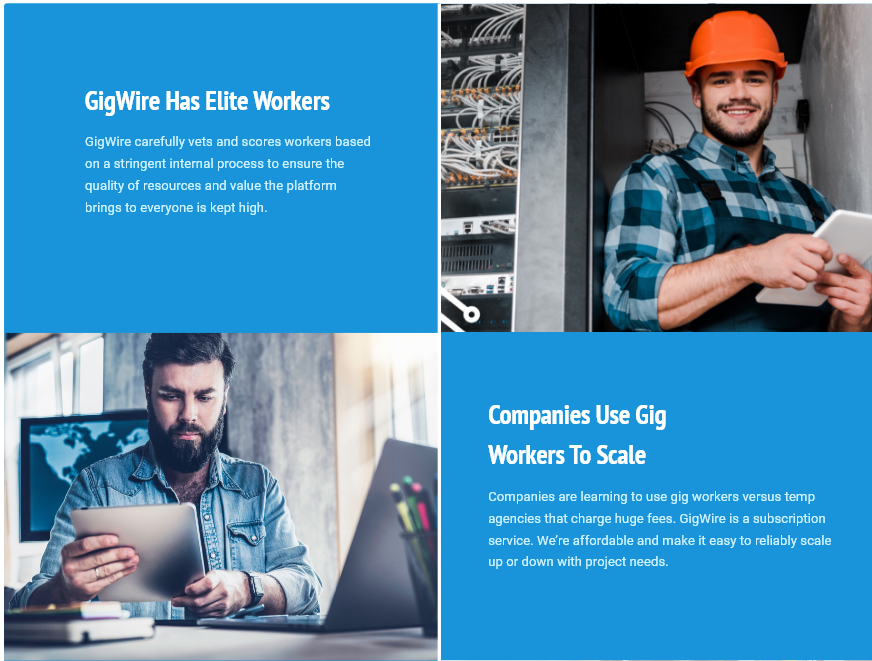 GigWire Has Elite Workers
GigWire carefully vets and scores workers based
on a stringent internal process to ensure the
quality of resources and value the platform
brings to everyone is kept high.
Companies Use Gig
Workers To Scale
Companies are learning to use gig workers versus temp
agencies that charge huge fees. GigWire is a subscription
service. We're affordable and make it easy to reliably scale
up or down with project needs.